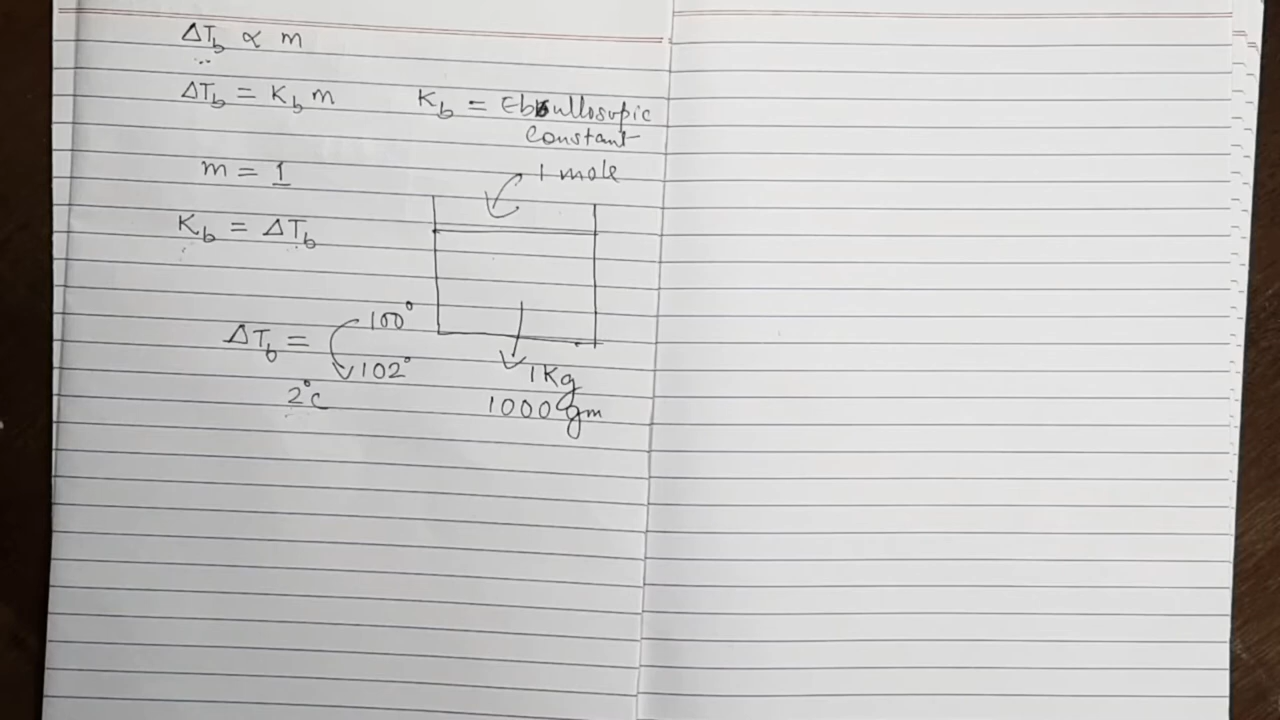 ΔTb ∝ m
ΔTb = Kb m
Kb = Ebullosopic
constant
m = 1
1 mole
Kb = ΔTb
ΔTb =
100°
102°
2°c
1Kg
1000gm